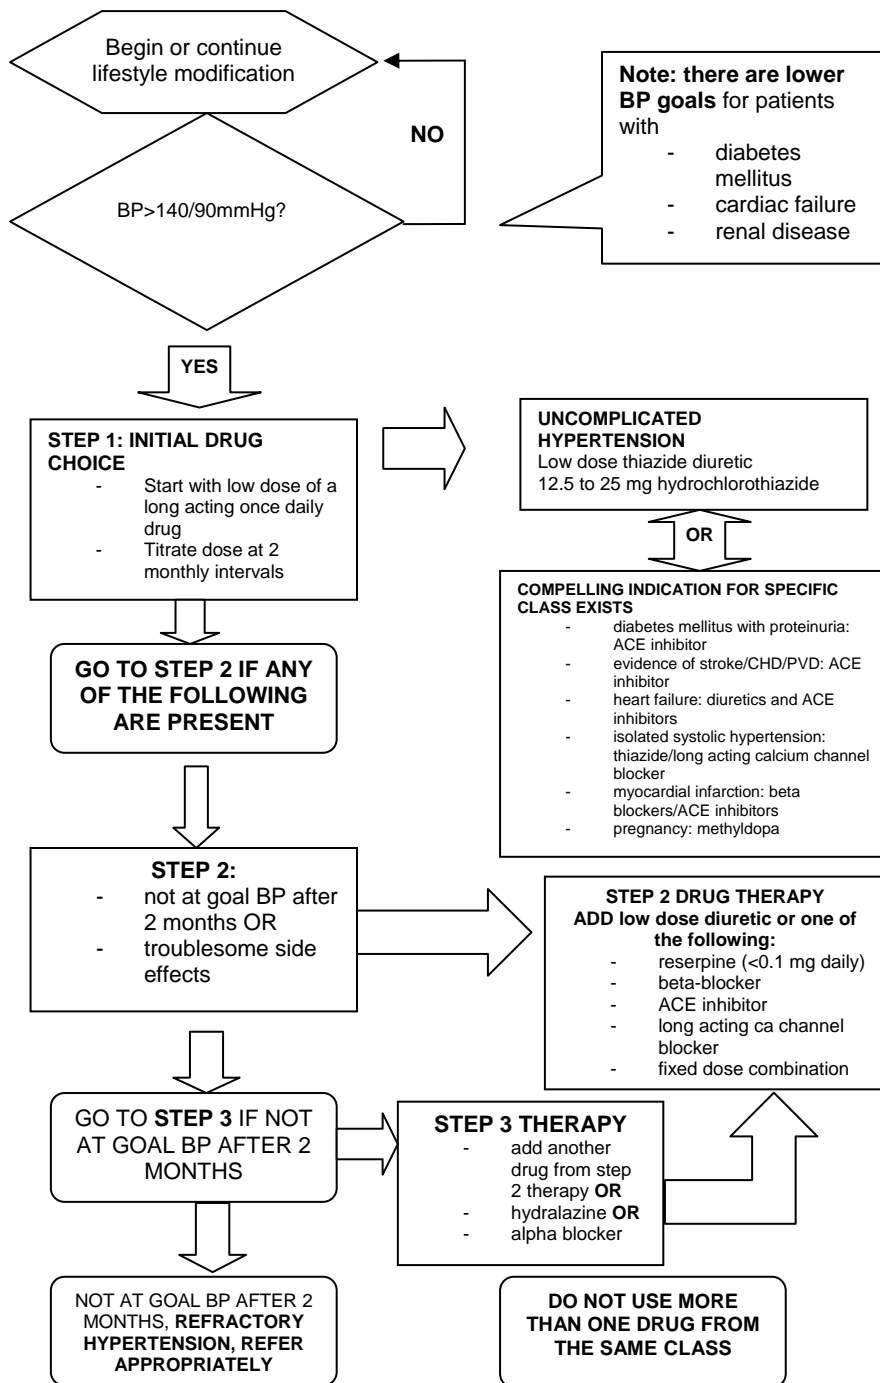 Begin or continue
lifestyle modification
NO
Note: there are lower
BP goals for patients
with
- diabetes
mellitus
- cardiac failure
- renal disease
BP>140/90mmHg?
YES
STEP 1: INITIAL DRUG
CHOICE
- Start with low dose of a
long acting once daily
drug
- Titrate dose at 2
monthly intervals
UNCOMPLICATED
HYPERTENSION
Low dose thiazide diuretic
12.5 to 25 mg hydrochlorothiazide
OR
COMPELLING INDICATION FOR SPECIFIC
CLASS EXISTS
- diabetes mellitus with proteinuria:
ACE inhibitor
- evidence of stroke/CHD/PVD: ACE
inhibitor
- heart failure: diuretics and ACE
inhibitors
- isolated systolic hypertension:
thiazide/long acting calcium channel
blocker
- myocardial infarction: beta
blockers/ACE inhibitors
- pregnancy: methyldopa
GO TO STEP 2 IF ANY
OF THE FOLLOWING
ARE PRESENT
STEP 2:
- not at goal BP after
2 months OR
- troublesome side
effects
STEP 2 DRUG THERAPY
ADD low dose diuretic or one of
the following:
- reserpine (<0.1 mg daily)
- beta-blocker
- ACE inhibitor
- long acting ca channel
blocker
- fixed dose combination
GO TO STEP 3 IF NOT
AT GOAL BP AFTER 2
MONTHS
STEP 3 THERAPY
- add another
drug from step
2 therapy OR
- hydralazine OR
- alpha blocker
NOT AT GOAL BP AFTER 2
MONTHS, REFRACTORY
HYPERTENSION, REFER
APPROPRIATELY
DO NOT USE MORE
THAN ONE DRUG FROM
THE SAME CLASS